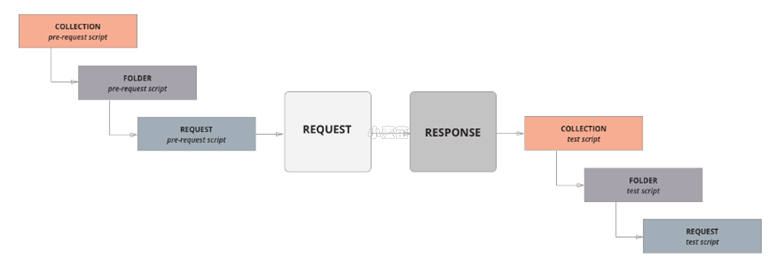 COLLECTION
pre-request script
FOLDER
pre-request script
REQUEST
pre-request script
REQUEST
RESPONSE
COLLECTION
test script
FOLDER
test script
REQUEST
test script